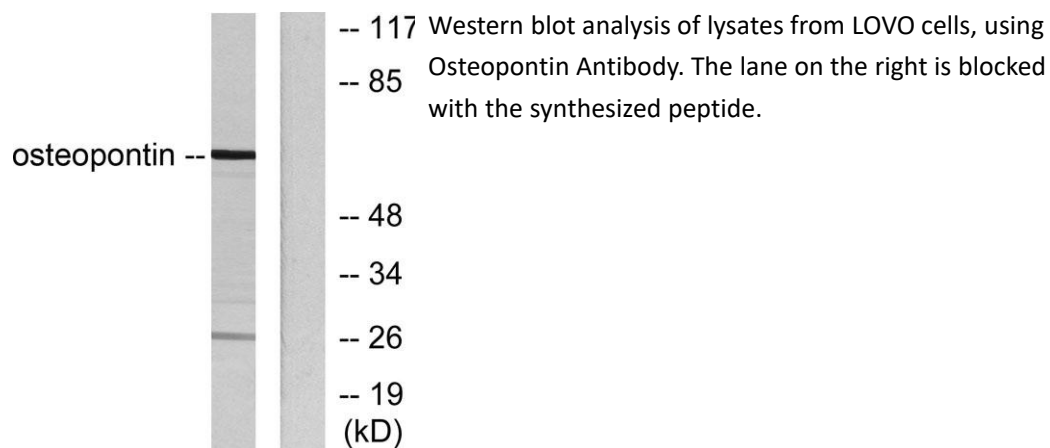 -- 117
Western blot analysis of lysates from LOVO cells, using
Osteopontin Antibody. The lane on the right is blocked
with the synthesized peptide.
-- 85
osteopontin --
-- 48
-- 34
-- 26
-- 19
(kD)